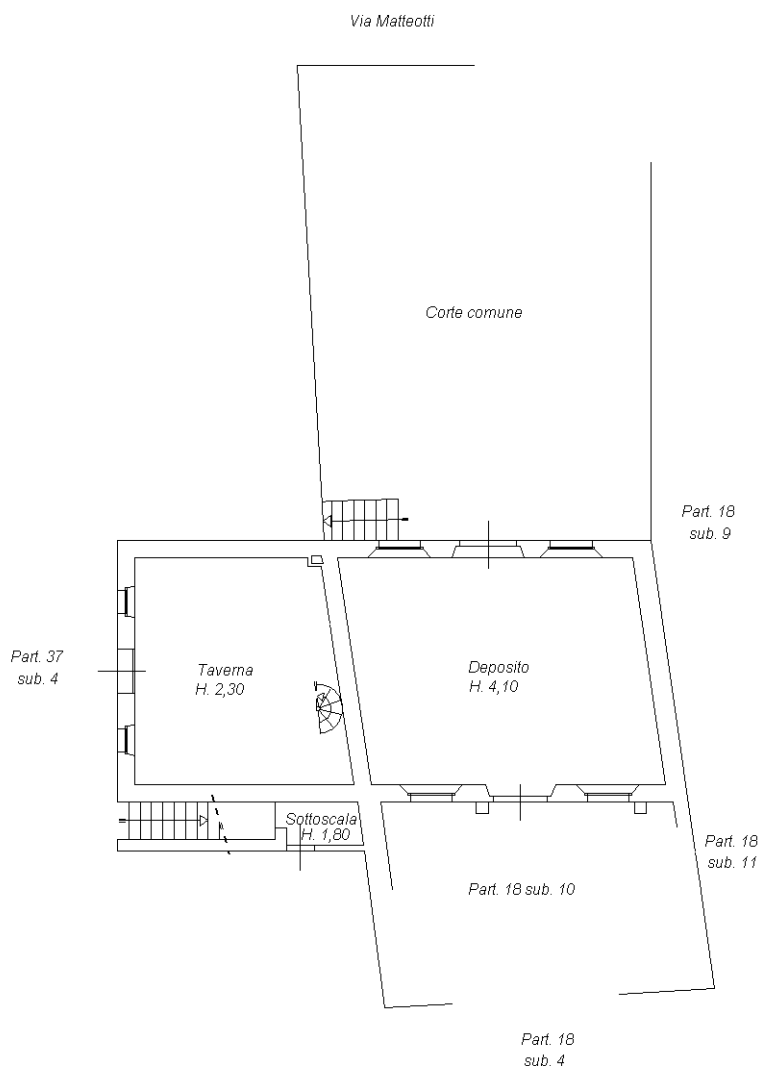 Via Matteotti
Corte comune
Part. 18
sub. 9
Part. 37
sub. 4
Taverna
H. 2,30
Deposito
H. 4,10
Sottoscala
H. 1,80
Part. 18
sub. 11
Part. 18 sub. 10
Part. 18
sub. 4